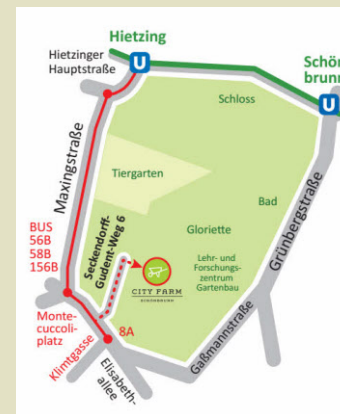 Hietzing
U
Hietzinger
Hauptstraße
Schön
brunn
U
Schloss
Maxingstraße
Tiergarten
Bad
Grünbergstraße
Seckendorff-
Gudent-Weg 6
Gloriette
BUS
56B
58B
156B
Lehr- und
Forschungs-
zentrum
Gartenbau
CITY FARM
SCHÖNBRUNN
Monte-
cuccoli-
platz
8A
Klimtgasse
Elisabeth-
allee
Gaßmannstraße